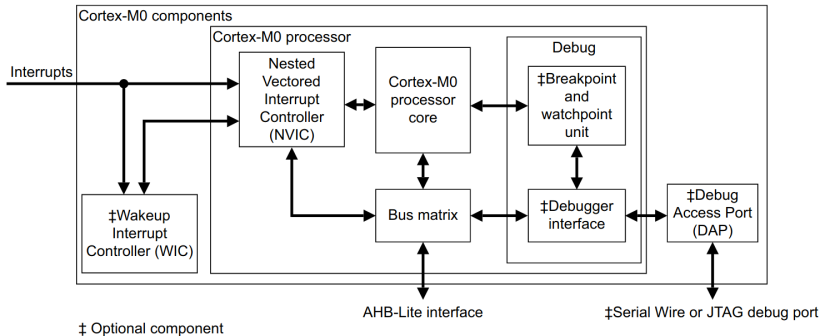 Cortex-M0 components
Cortex-M0 processor
Debug
Interrupts
Nested
Vectored
Interrupt
Controller
(NVIC)
Cortex-M0
processor
core
‡Breakpoint
and
watchpoint
unit
‡Wakeup
Interrupt
Controller (WIC)
Bus matrix
‡Debugger
interface
‡Debug
Access Port
(DAP)
AHB-Lite interface
‡Serial Wire or JTAG debug port
‡ Optional component